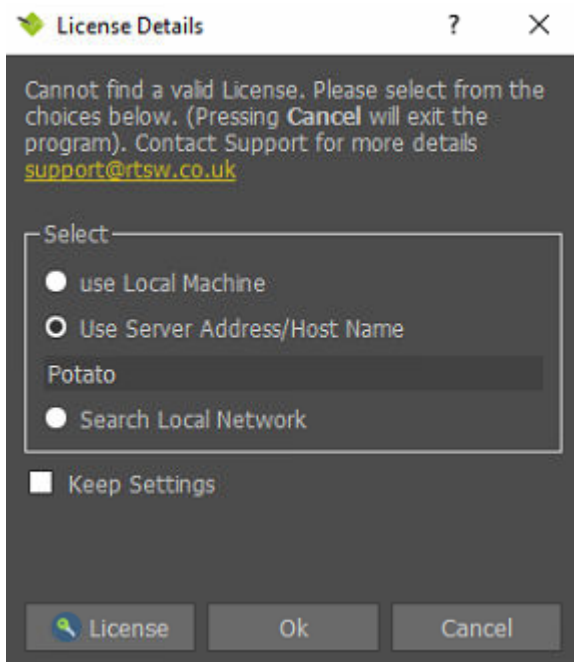 License Details ?
Cannot find a valid License. Please select from the
choices below. (Pressing Cancel will exit the
program). Contact Support for more details
support@rtsw.co.uk
Select
use Local Machine
Use Server Address/Host Name
Potato
Search Local Network
Keep Settings
License Ok Cancel